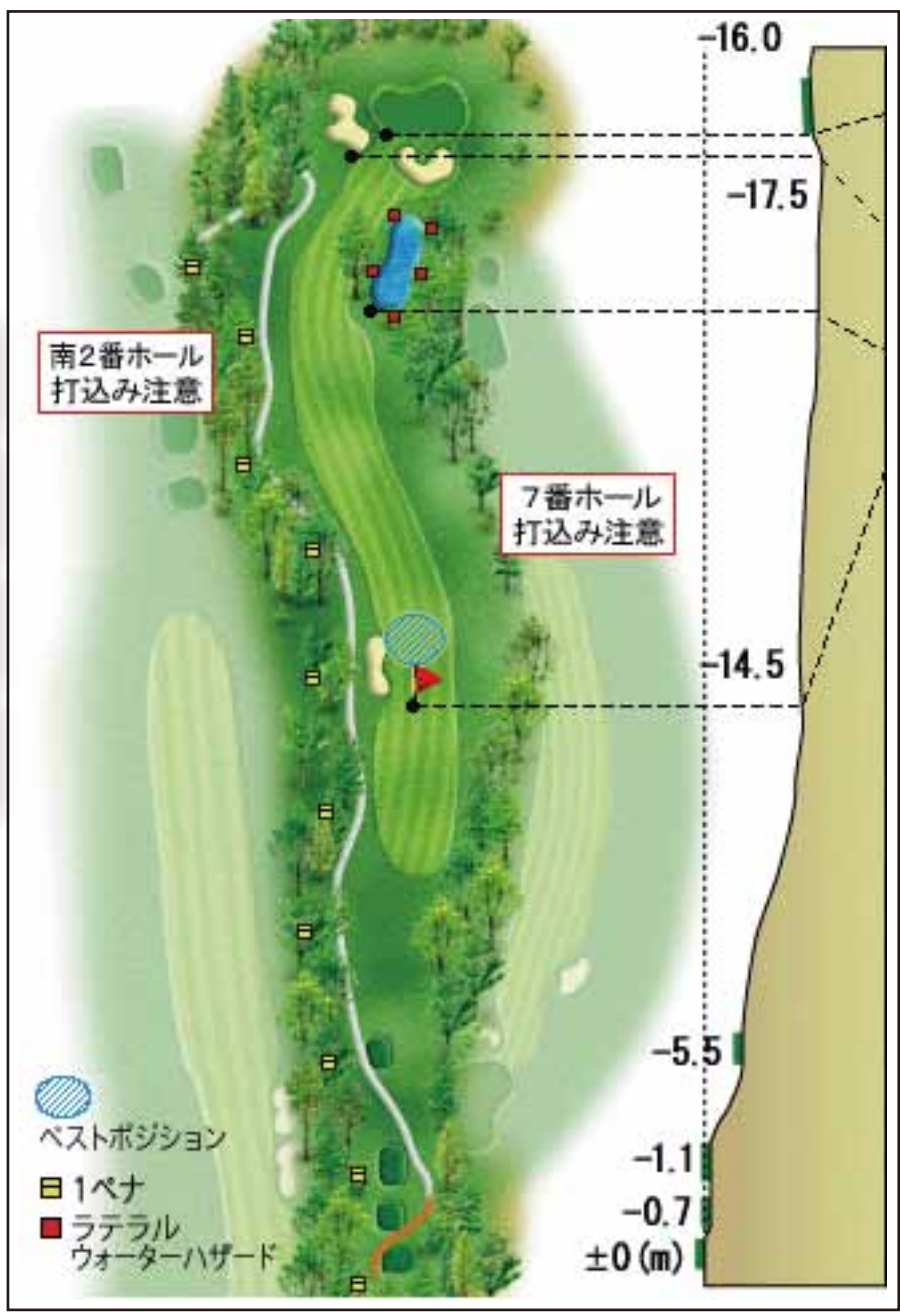 -16.0
-17.5
南2番ホール
打込み注意
7番ホール
打込み注意
-14.5
-5.5
ベストポジション
-1.1
1ペナ
-0.7
ラテラル
ウォーターハザード
±0(m)